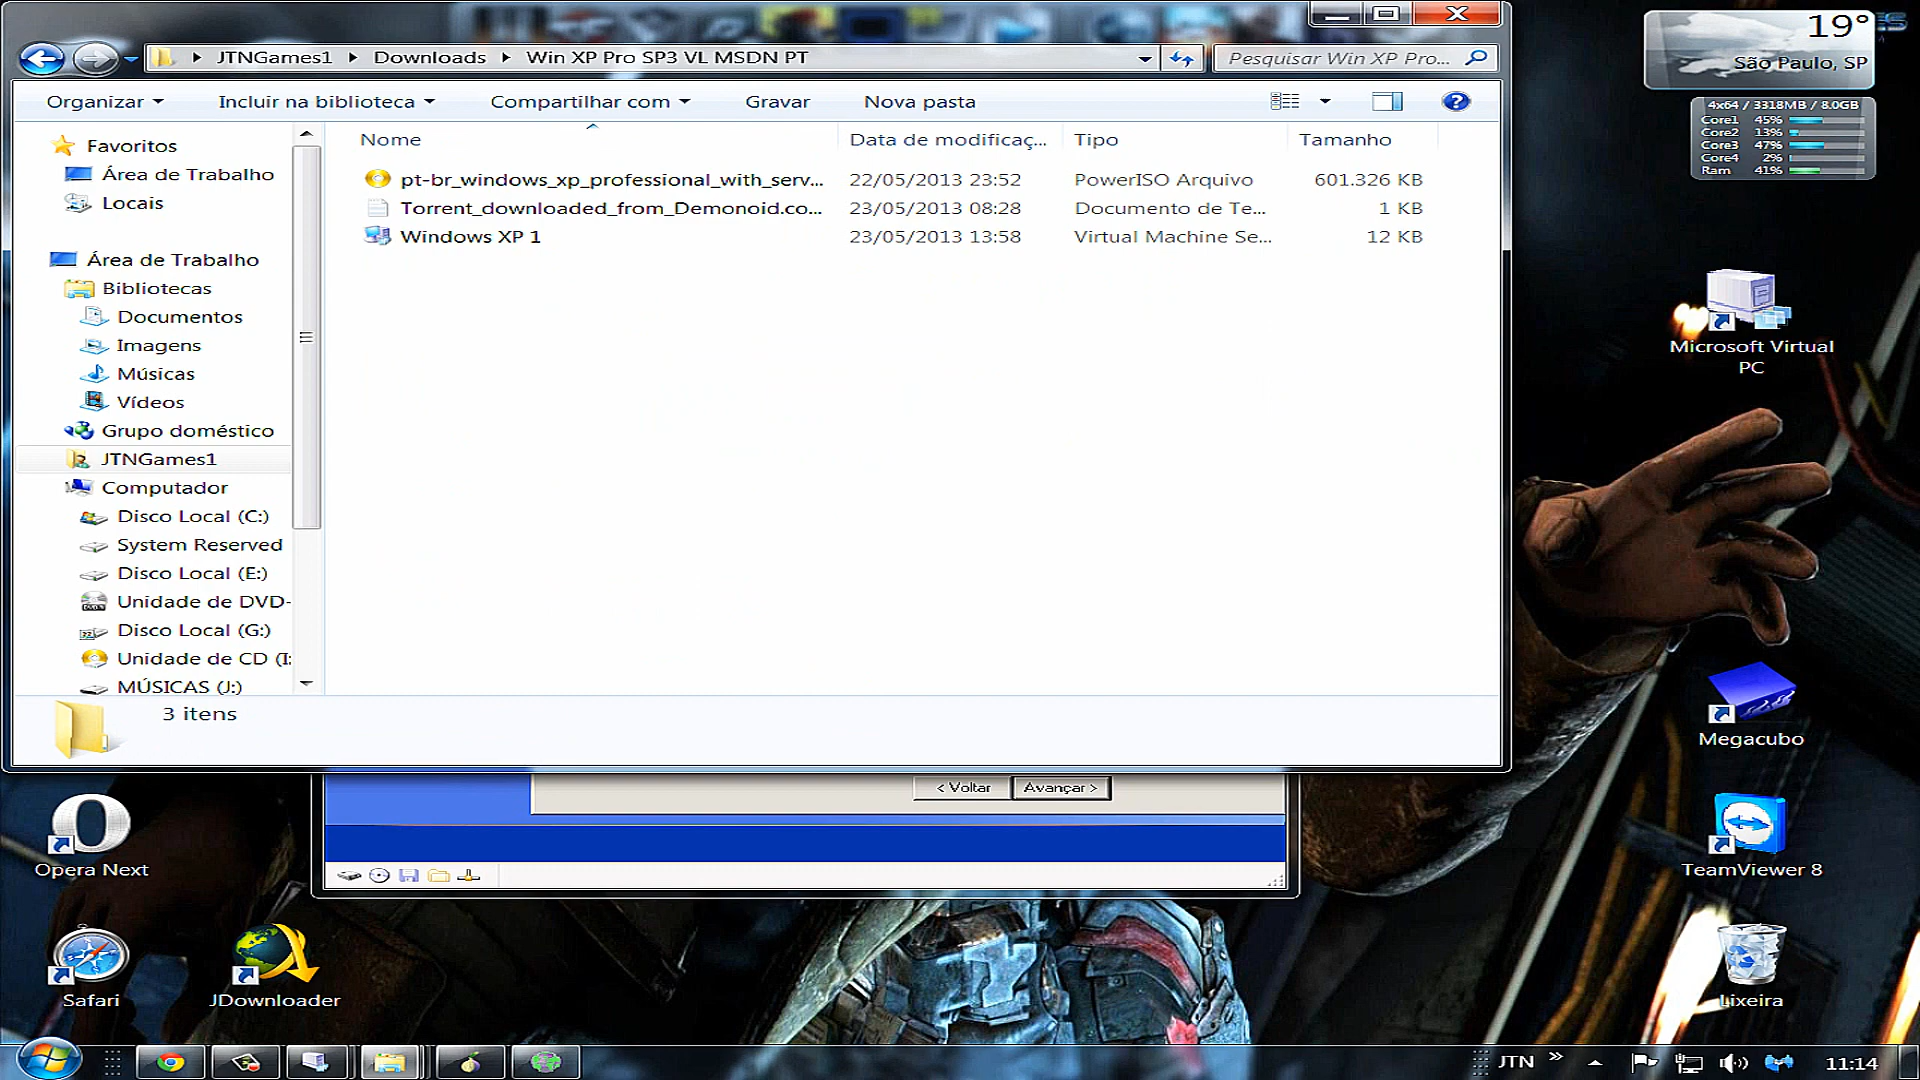 JTNGames1 Downloads Win XP Pro SP3 VL MSDN PT
Pesquisar Win XP Pro...
Organizar Incluir na biblioteca Compartilhar com Gravar Nova pasta
Nome Data de modificaç... Tipo Tamanho
pt-br_windows_xp_professional_with_serv... 22/05/2013 23:52 PowerISO Arquivo 601.326 KB
Torrent_downloaded_from_Demonoid.co... 23/05/2013 08:28 Documento de Te... 1 KB
Windows XP 1 23/05/2013 13:58 Virtual Machine Se... 12 KB
Favoritos
Área de Trabalho
Locais
Área de Trabalho
Bibliotecas
Documentos
Imagens
Músicas
Vídeos
Grupo doméstico
JTNGames1
Computador
Disco Local (C:)
System Reserved
Disco Local (E:)
Unidade de DVD-
Disco Local (G:)
Unidade de CD (I:
MÚSICAS (J:)
3 itens
< Voltar Avançar >
19°
São Paulo, SP
4x64 / 3318MB / 8.0GB
Core1 45%
Core2 13%
Core3 47%
Core4 2%
Ram 41%
Microsoft Virtual
PC
Megacubo
TeamViewer 8
Lixeira
Opera Next
Safari
JDownloader
JTN
11:14